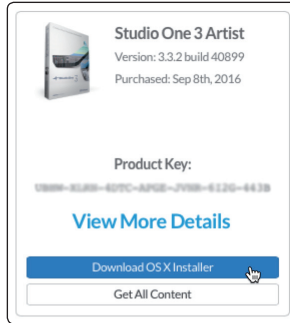 Studio One 3 Artist
Version: 3.3.2 build 40899
Purchased: Sep 8th, 2016
Product Key:
View More Details
Download OS X Installer
Get All Content